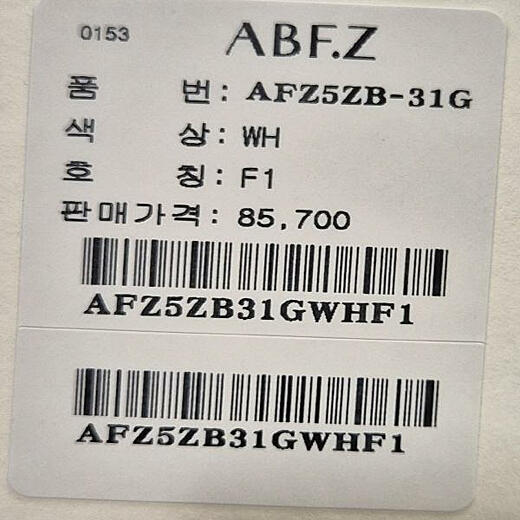 0153 ABF.Z
품 번: AFZ5ZB-31G
색 상: WH
호 칭: F1
판매가격: 85,700
AFZ5ZB31GWHF1
AFZ5ZB31GWHF1